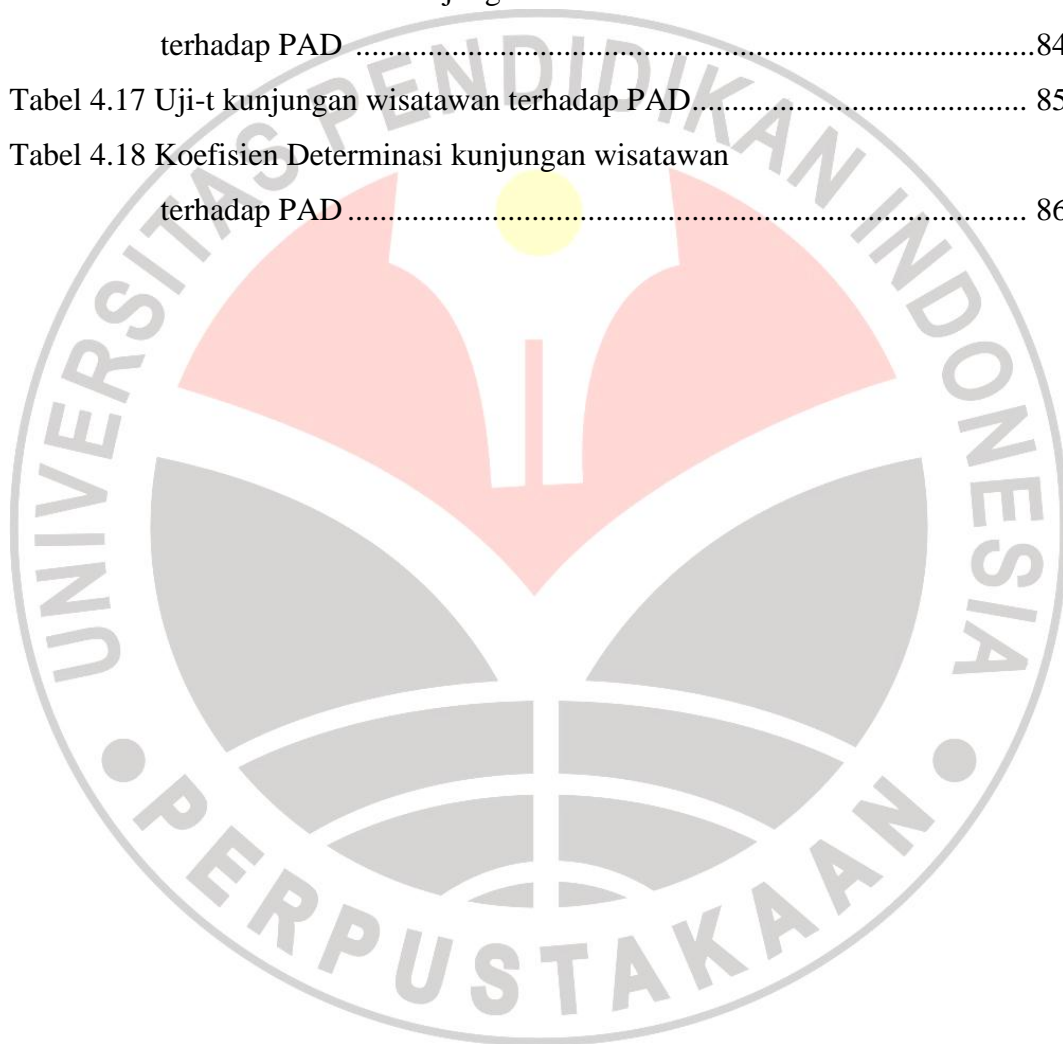 terhadap PAD ....................................................................................84
Tabel 4.17 Uji-t kunjungan wisatawan terhadap PAD......................................... 85
Tabel 4.18 Koefisien Determinasi kunjungan wisatawan
terhadap PAD.................................................................................... 86
UNIVERSITAS PENDIDIKAN INDONESIA
PERPUSTAKAAN